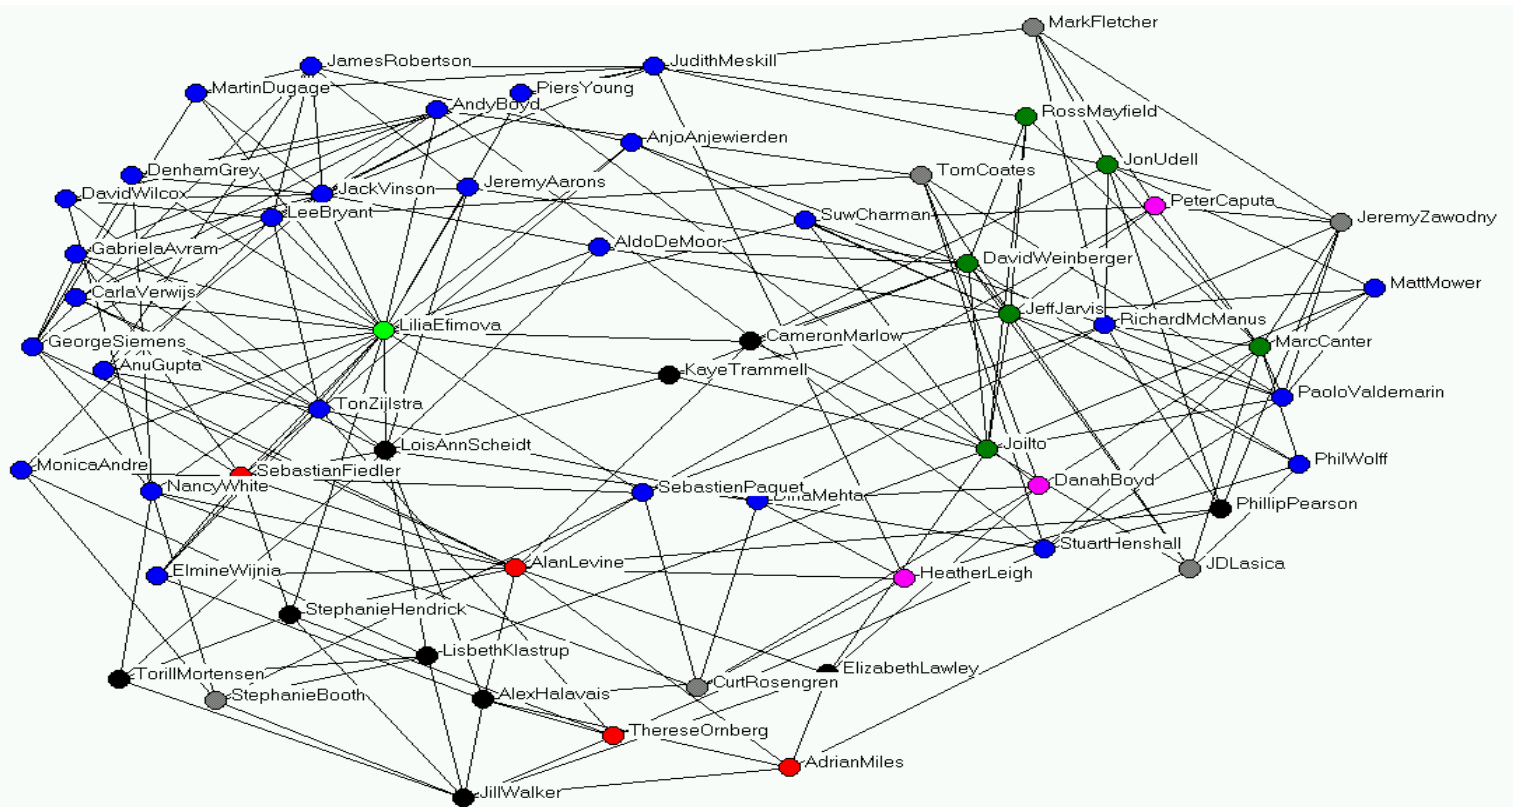 MarkFletcher
JamesRobertson
JudithMeskill
MartinDugage
PiersYoung
AndyBoyd
RossMayfield
AnjoAnjewierden
JonUdell
DenhamGrey
TomCoates
JackVinson
JeremyAarons
DavidWilcox
PeterCaputa
LeeBryant
SuwCharman
JeremyZawodny
GabrielaAvram
AldoDeMoor
DavidWeinberger
CarlaVerwijs
MattMower
JeffJarvis
RichardMcManus
LiliaEfimova
CameronMarlow
GeorgeSiemens
MarcCanter
AnuGupta
KayeTrammell
PaoloValdemarin
TonZijlstra
LoisAnnScheidt
JoiIto
MonicaAndre
SebastianFiedler
PhilWolff
NancyWhite
SebastienPaquet
DinaMehta
DanahBoyd
PhillipPearson
StuartHenshall
AlanLevine
JDLasica
ElmineWijnia
HeatherLeigh
StephanieHendrick
LisbethKlastrup
ElizabethLawley
TorillMortensen
CurtRosengren
StephanieBooth
AlexHalavais
ThereseOrnberg
AdrianMiles
JillWalker